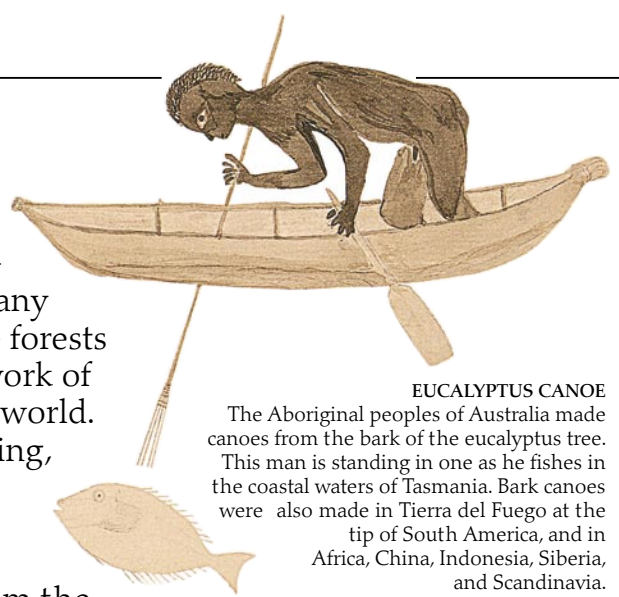 any
forests
work of
world.
ing,
m the
EUCALYPTUS CANOE
The Aboriginal peoples of Australia made
canoes from the bark of the eucalyptus tree.
This man is standing in one as he fishes in
the coastal waters of Tasmania. Bark canoes
were also made in Tierra del Fuego at the
tip of South America, and in
Africa, China, Indonesia, Siberia,
and Scandinavia.